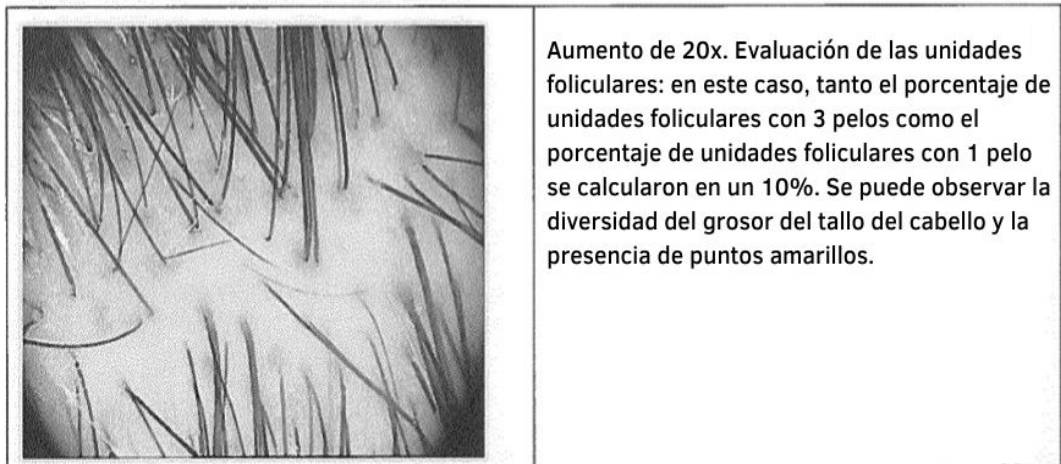 Aumento de 20x. Evaluación de las unidades
foliculares: en este caso, tanto el porcentaje de
unidades foliculares con 3 pelos como el
porcentaje de unidades foliculares con 1 pelo
se calcularon en un 10%. Se puede observar la
diversidad del grosor del tallo del cabello y la
presencia de puntos amarillos.